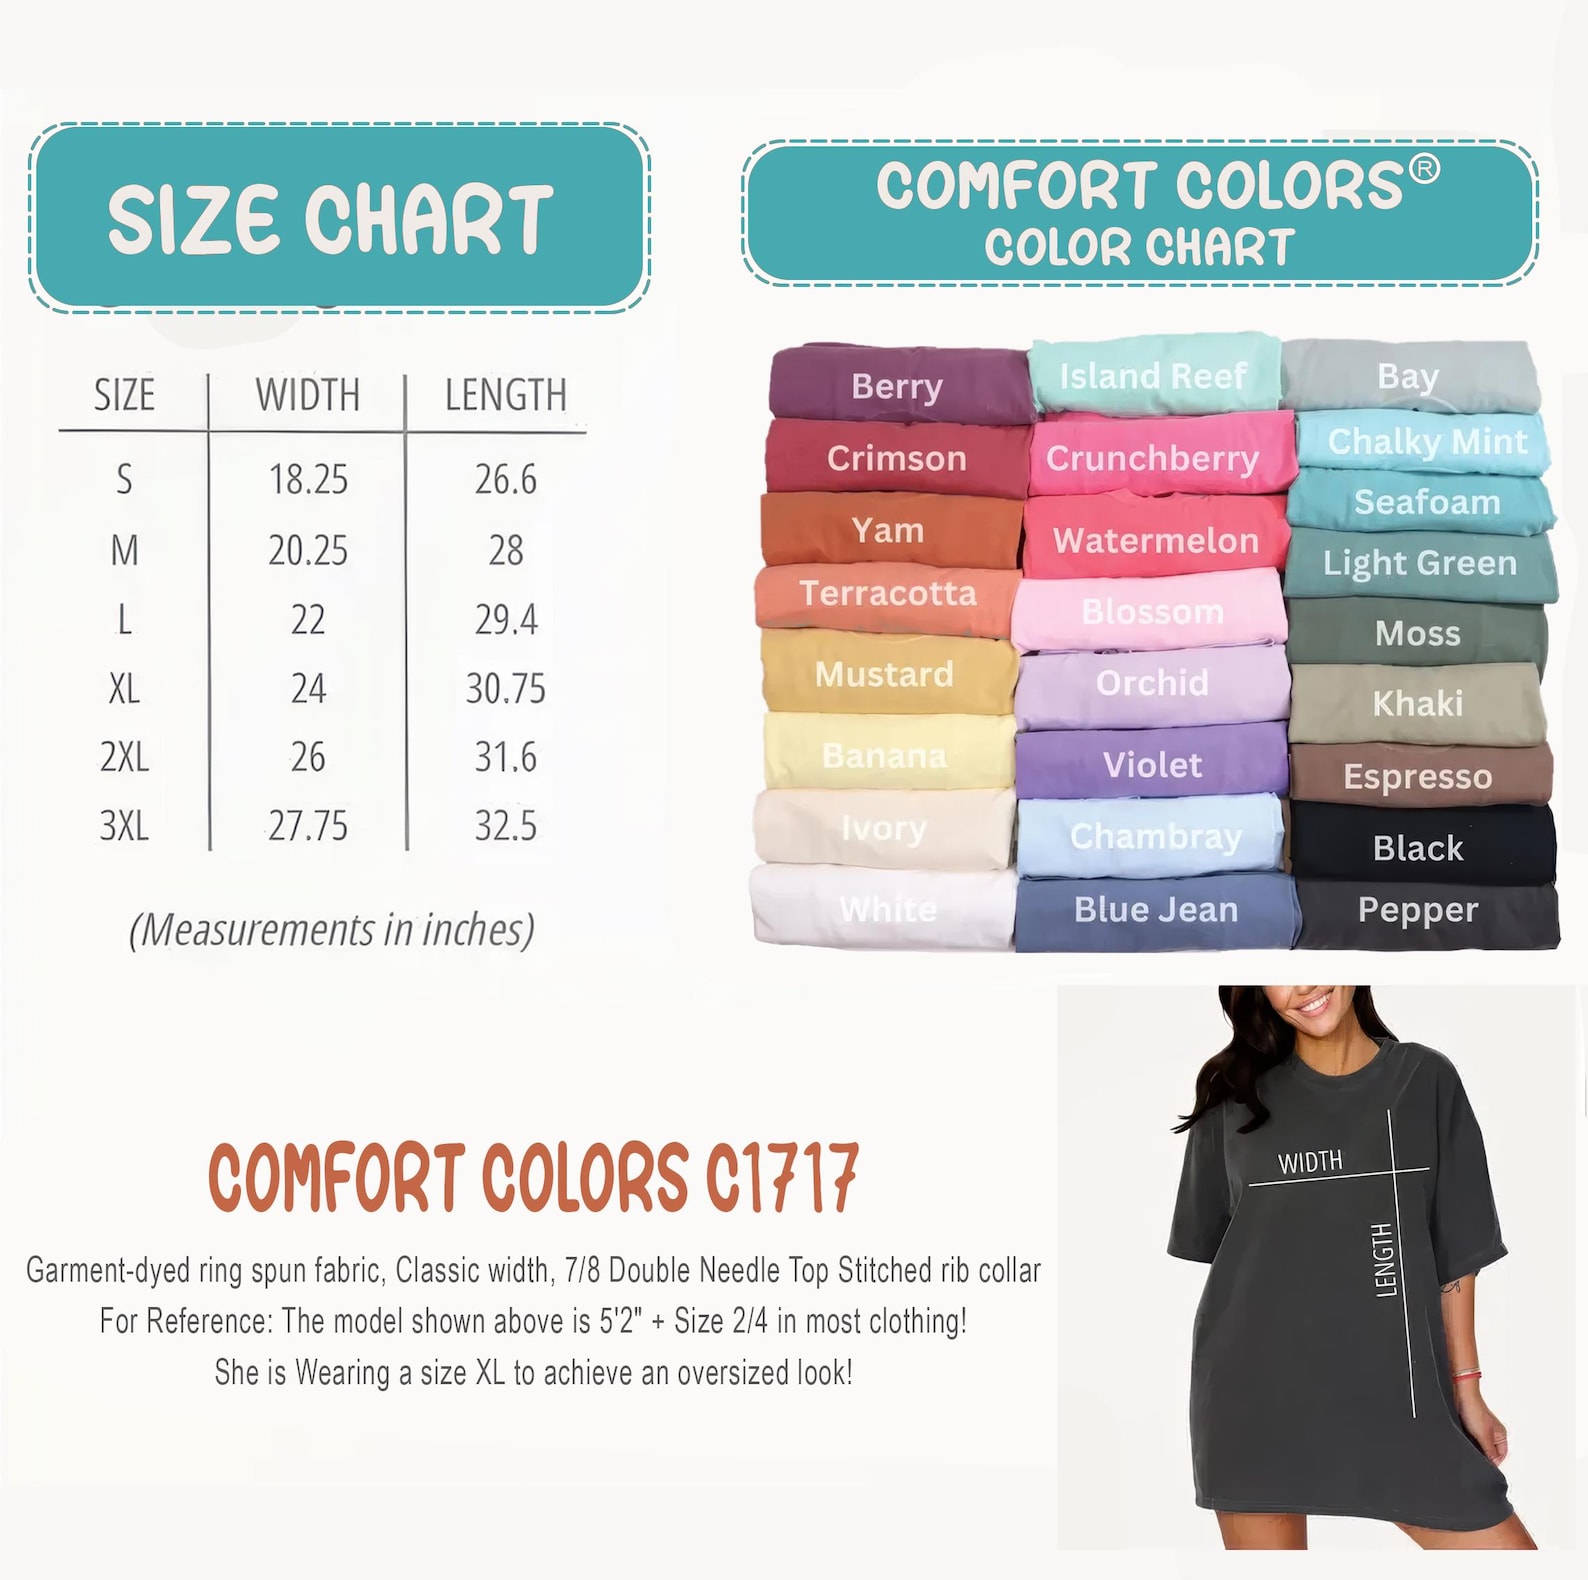 SIZE CHART
SIZE WIDTH LENGTH
S 18.25 26.6
M 20.25 28
L 22 29.4
XL 24 30.75
2XL 26 31.6
3XL 27.75 32.5
(Measurements in inches)
COMFORT COLORS®
COLOR CHART
Berry
Crimson
Yam
Terracotta
Mustard
Banana
Ivory
White
Island Reef
Crunchberry
Watermelon
Blossom
Orchid
Violet
Chambray
Blue Jean
Bay
Chalky Mint
Seafoam
Light Green
Moss
Khaki
Espresso
Black
Pepper
COMFORT COLORS C1717
Garment-dyed ring spun fabric, Classic width, 7/8 Double Needle Top Stitched rib collar
For Reference: The model shown above is 5'2" + Size 2/4 in most clothing!
She is Wearing a size XL to achieve an oversized look!
WIDTH
LENGTH